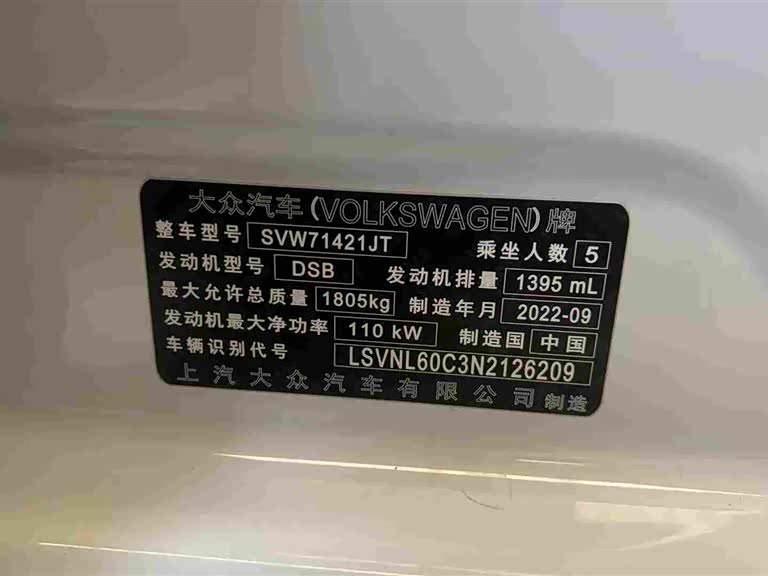 大众汽车(VOLKSWAGEN)牌
整车型号 SVW71421JT 乘坐人数 5
发动机型号 DSB 发动机排量 1395 mL
最大允许总质量 1805kg 制造年月 2022-09
发动机最大净功率 110 kW 制造国 中国
车辆识别代号 LSVNL60C3N2126209
上汽大众汽车有限公司制造